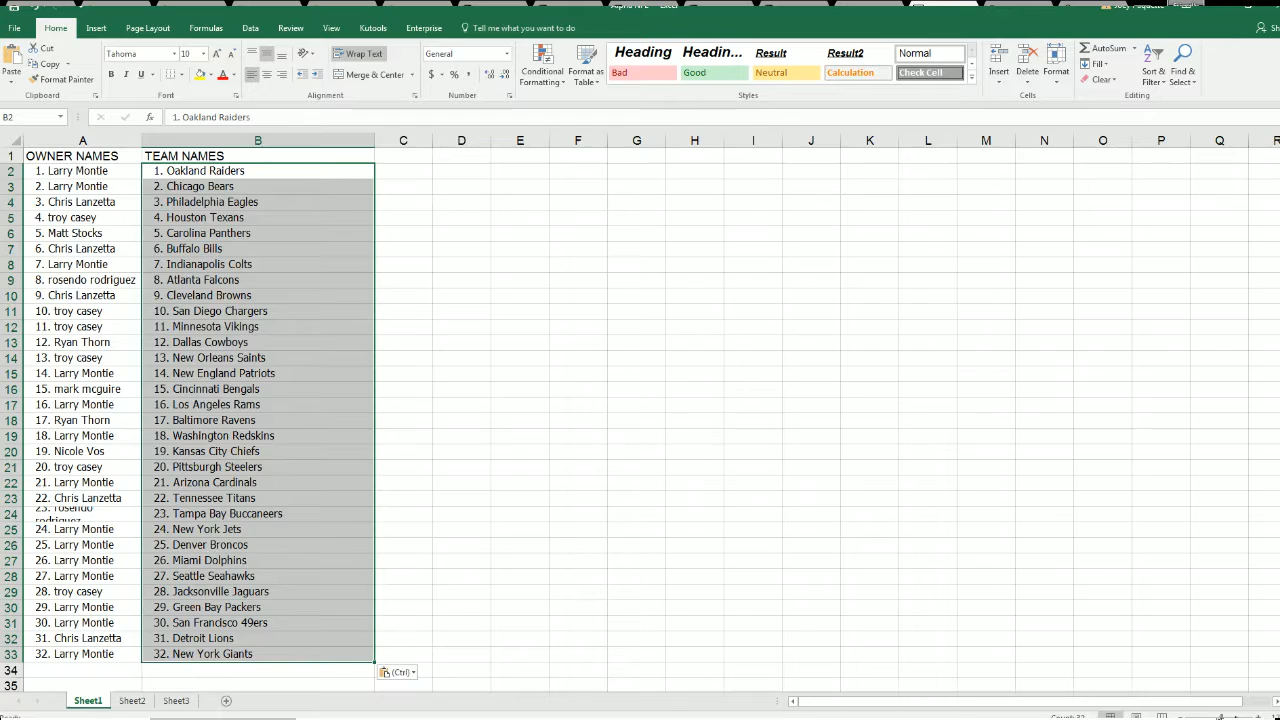 File Home Insert Page Layout Formulas Data Review View Kutools Enterprise Tell me what you want to do
Cut
Copy
Format Painter
Paste
Clipboard
Tahoma 10
B I U
Font
Wrap Text
Merge & Center
Alignment
General
$ % ,
Number
Conditional Formatting
Format as Table
Heading Headin... Result Result2 Normal
Bad Good Neutral Calculation Check Cell
Styles
Insert Delete Format
Cells
AutoSum
Fill
Clear
Sort & Filter
Find & Select
Editing
B2 fx 1. Oakland Raiders
A B C D E F G H I J K L M N O P Q R
1 OWNER NAMES TEAM NAMES
2 1. Larry Montie 1. Oakland Raiders
3 2. Larry Montie 2. Chicago Bears
4 3. Chris Lanzetta 3. Philadelphia Eagles
5 4. troy casey 4. Houston Texans
6 5. Matt Stocks 5. Carolina Panthers
7 6. Chris Lanzetta 6. Buffalo Bills
8 7. Larry Montie 7. Indianapolis Colts
9 8. rosendo rodriguez 8. Atlanta Falcons
10 9. Chris Lanzetta 9. Cleveland Browns
11 10. troy casey 10. San Diego Chargers
12 11. troy casey 11. Minnesota Vikings
13 12. Ryan Thorn 12. Dallas Cowboys
14 13. troy casey 13. New Orleans Saints
15 14. Larry Montie 14. New England Patriots
16 15. mark mcguire 15. Cincinnati Bengals
17 16. Larry Montie 16. Los Angeles Rams
18 17. Ryan Thorn 17. Baltimore Ravens
19 18. Larry Montie 18. Washington Redskins
20 19. Nicole Vos 19. Kansas City Chiefs
21 20. troy casey 20. Pittsburgh Steelers
22 21. Larry Montie 21. Arizona Cardinals
23 22. Chris Lanzetta 22. Tennessee Titans
24 23. rosendo rodriguez 23. Tampa Bay Buccaneers
25 24. Larry Montie 24. New York Jets
26 25. Larry Montie 25. Denver Broncos
27 26. Larry Montie 26. Miami Dolphins
28 27. Larry Montie 27. Seattle Seahawks
29 28. troy casey 28. Jacksonville Jaguars
30 29. Larry Montie 29. Green Bay Packers
31 30. Larry Montie 30. San Francisco 49ers
32 31. Chris Lanzetta 31. Detroit Lions
33 32. Larry Montie 32. New York Giants
34 (Ctrl)
35
Sheet1 Sheet2 Sheet3